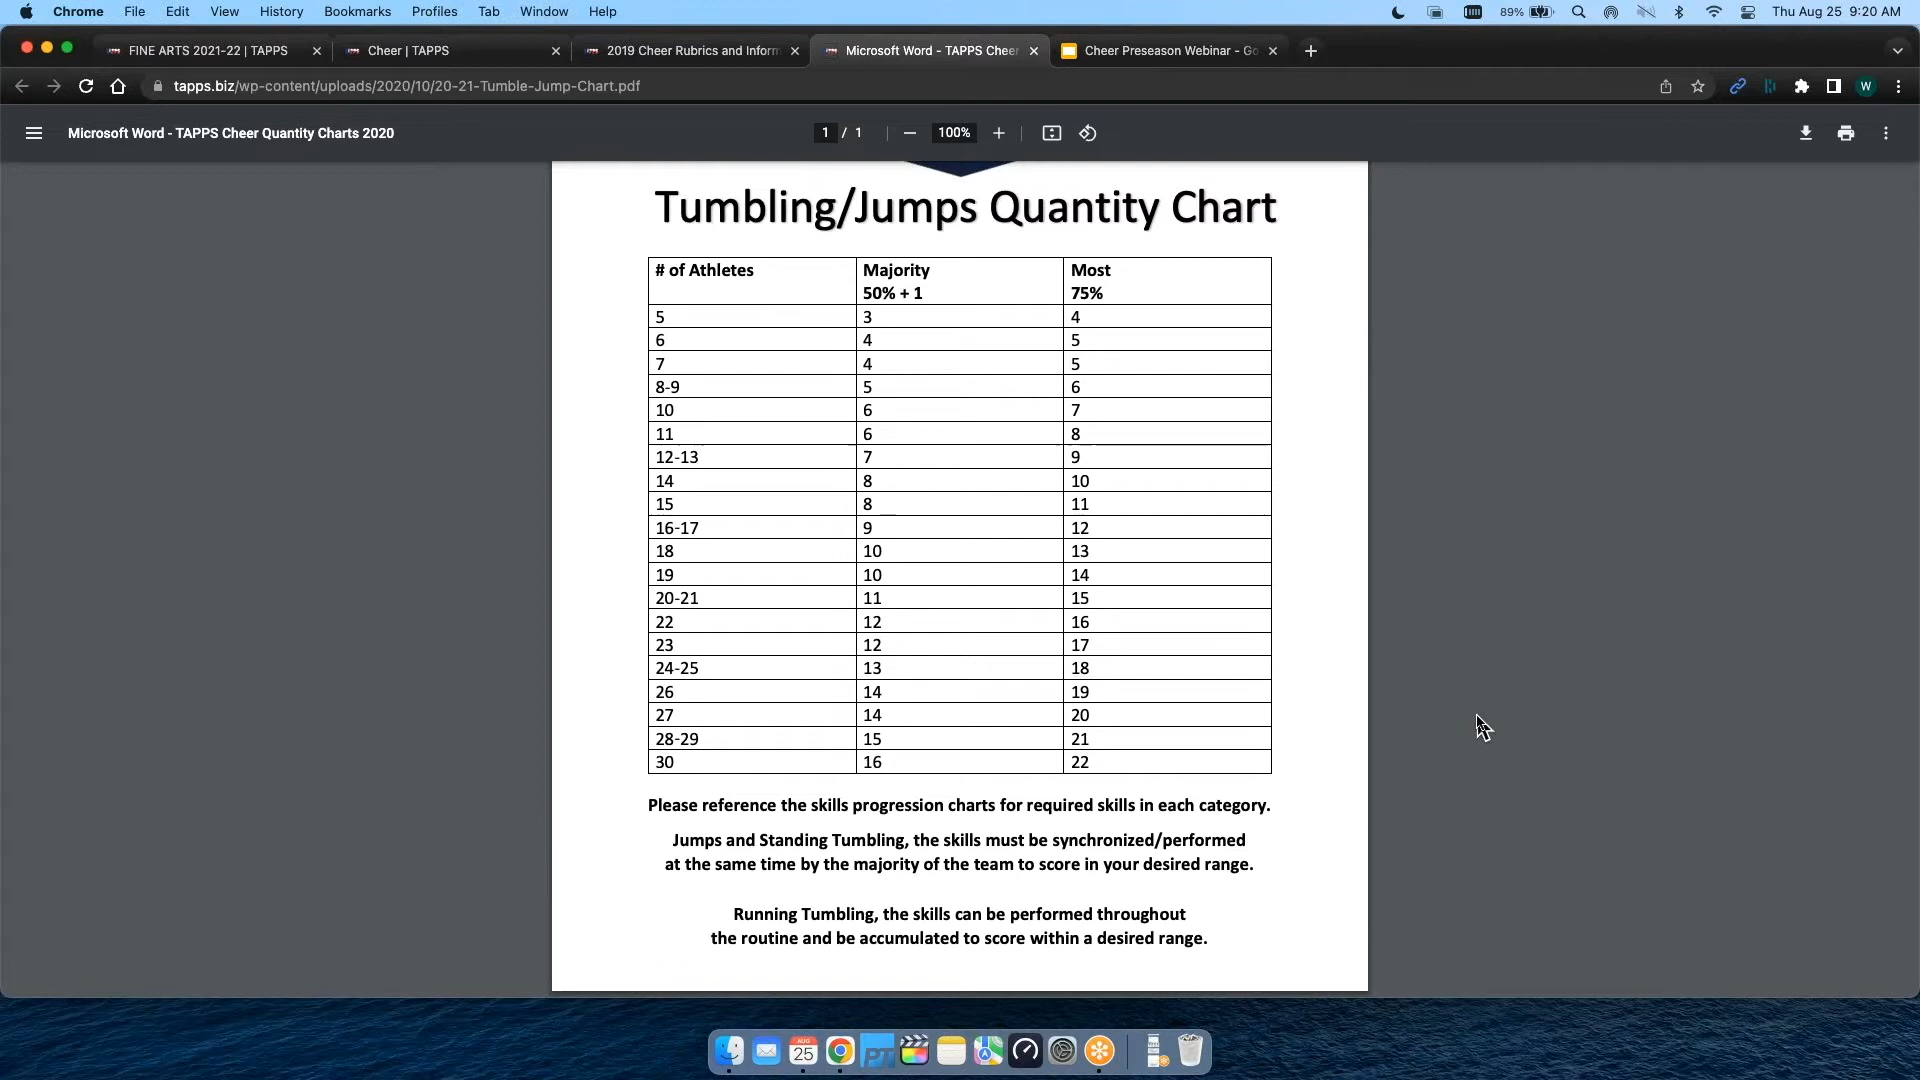 Chrome File Edit View History Bookmarks Profiles Tab Window Help 89% Thu Aug 25 9:20 AM
FINE ARTS 2021-22 | TAPPS Cheer | TAPPS 2019 Cheer Rubrics and Inform Microsoft Word - TAPPS Cheer Cheer Preseason Webinar - Go
tapps.biz/wp-content/uploads/2020/10/20-21-Tumble-Jump-Chart.pdf W
Microsoft Word - TAPPS Cheer Quantity Charts 2020 1 / 1 100%
Tumbling/Jumps Quantity Chart
# of Athletes Majority Most
50% + 1 75%
5 3 4
6 4 5
7 4 5
8-9 5 6
10 6 7
11 6 8
12-13 7 9
14 8 10
15 8 11
16-17 9 12
18 10 13
19 10 14
20-21 11 15
22 12 16
23 12 17
24-25 13 18
26 14 19
27 14 20
28-29 15 21
30 16 22
Please reference the skills progression charts for required skills in each category.
Jumps and Standing Tumbling, the skills must be synchronized/performed
at the same time by the majority of the team to score in your desired range.
Running Tumbling, the skills can be performed throughout
the routine and be accumulated to score within a desired range.
AUG
25
PT